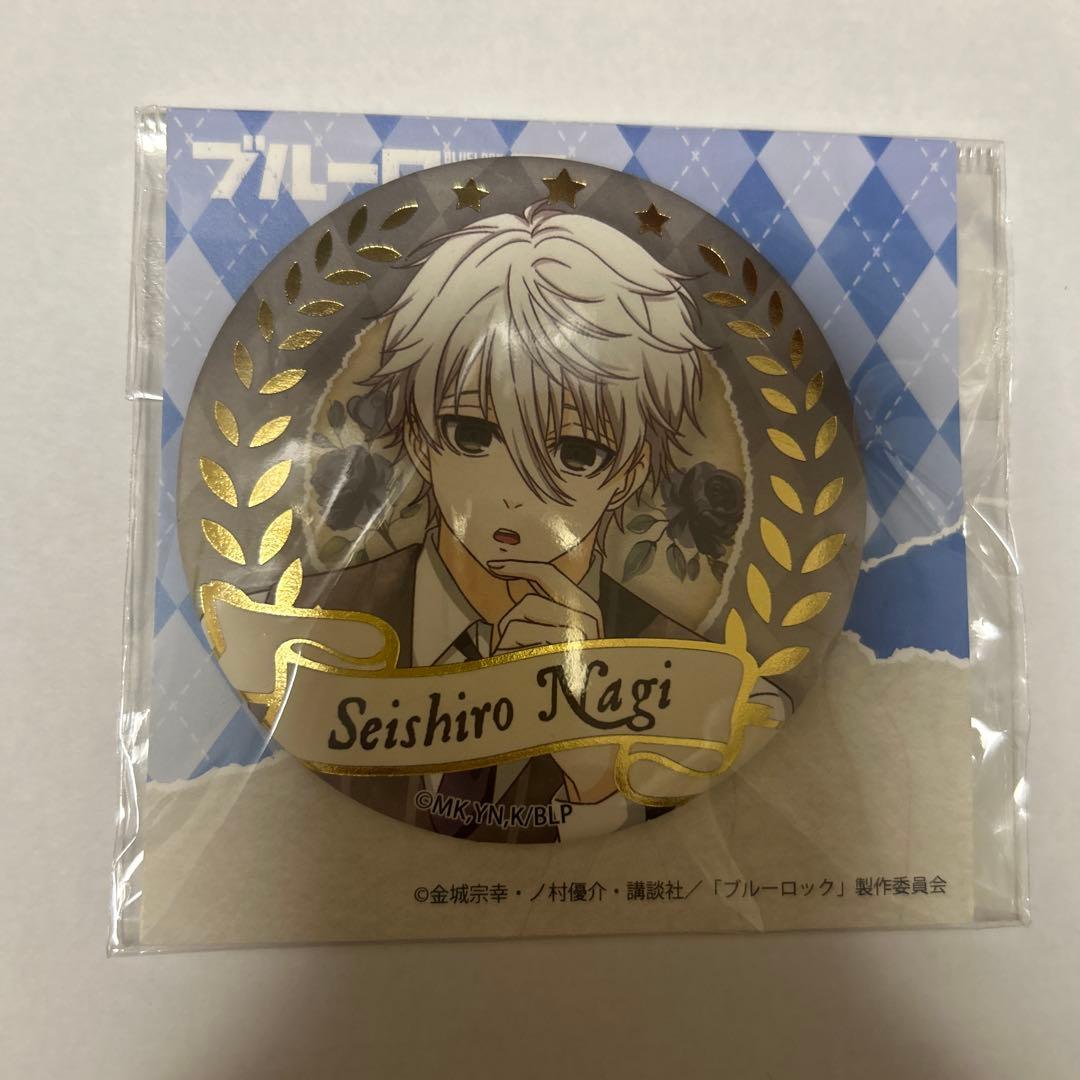 ブルーロ
Seishiro Nagi
©MK,YN,K/BLP
©金城宗幸・ノ村優介・講談社／「ブルーロック」製作委員会